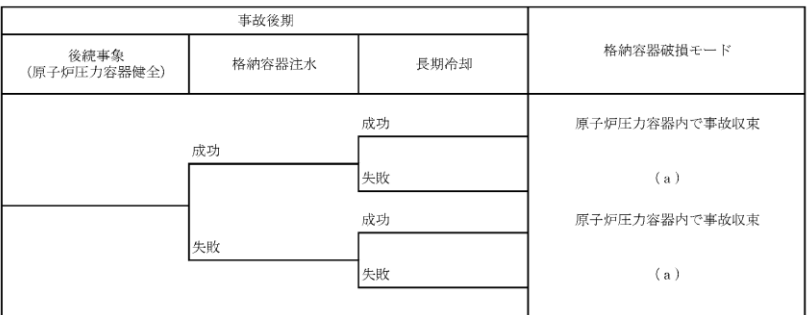 事故後期
格納容器破損モード
後続事象
(原子炉圧力容器健全)
格納容器注水
長期冷却
成功
原子炉圧力容器内で事故収束
成功
失敗
(a)
成功
原子炉圧力容器内で事故収束
失敗
失敗
(a)